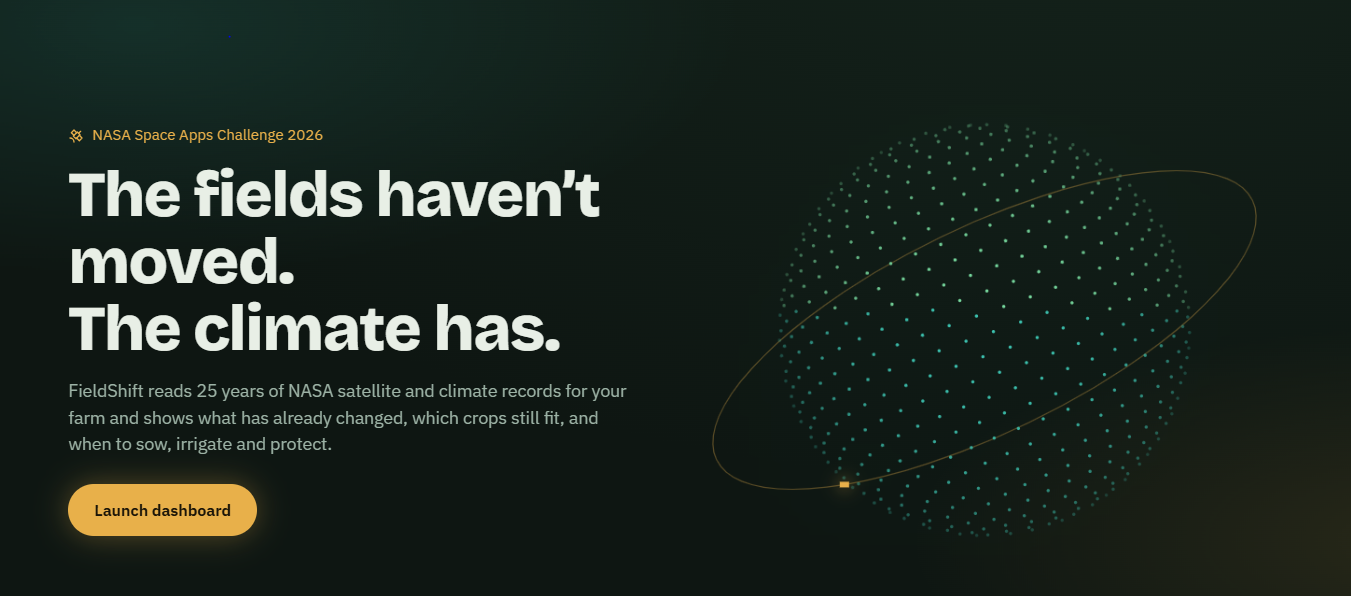 NASA Space Apps Challenge 2026
The fields haven’t
moved.
The climate has.
FieldShift reads 25 years of NASA satellite and climate records for your
farm and shows what has already changed, which crops still fit, and
when to sow, irrigate and protect.
Launch dashboard